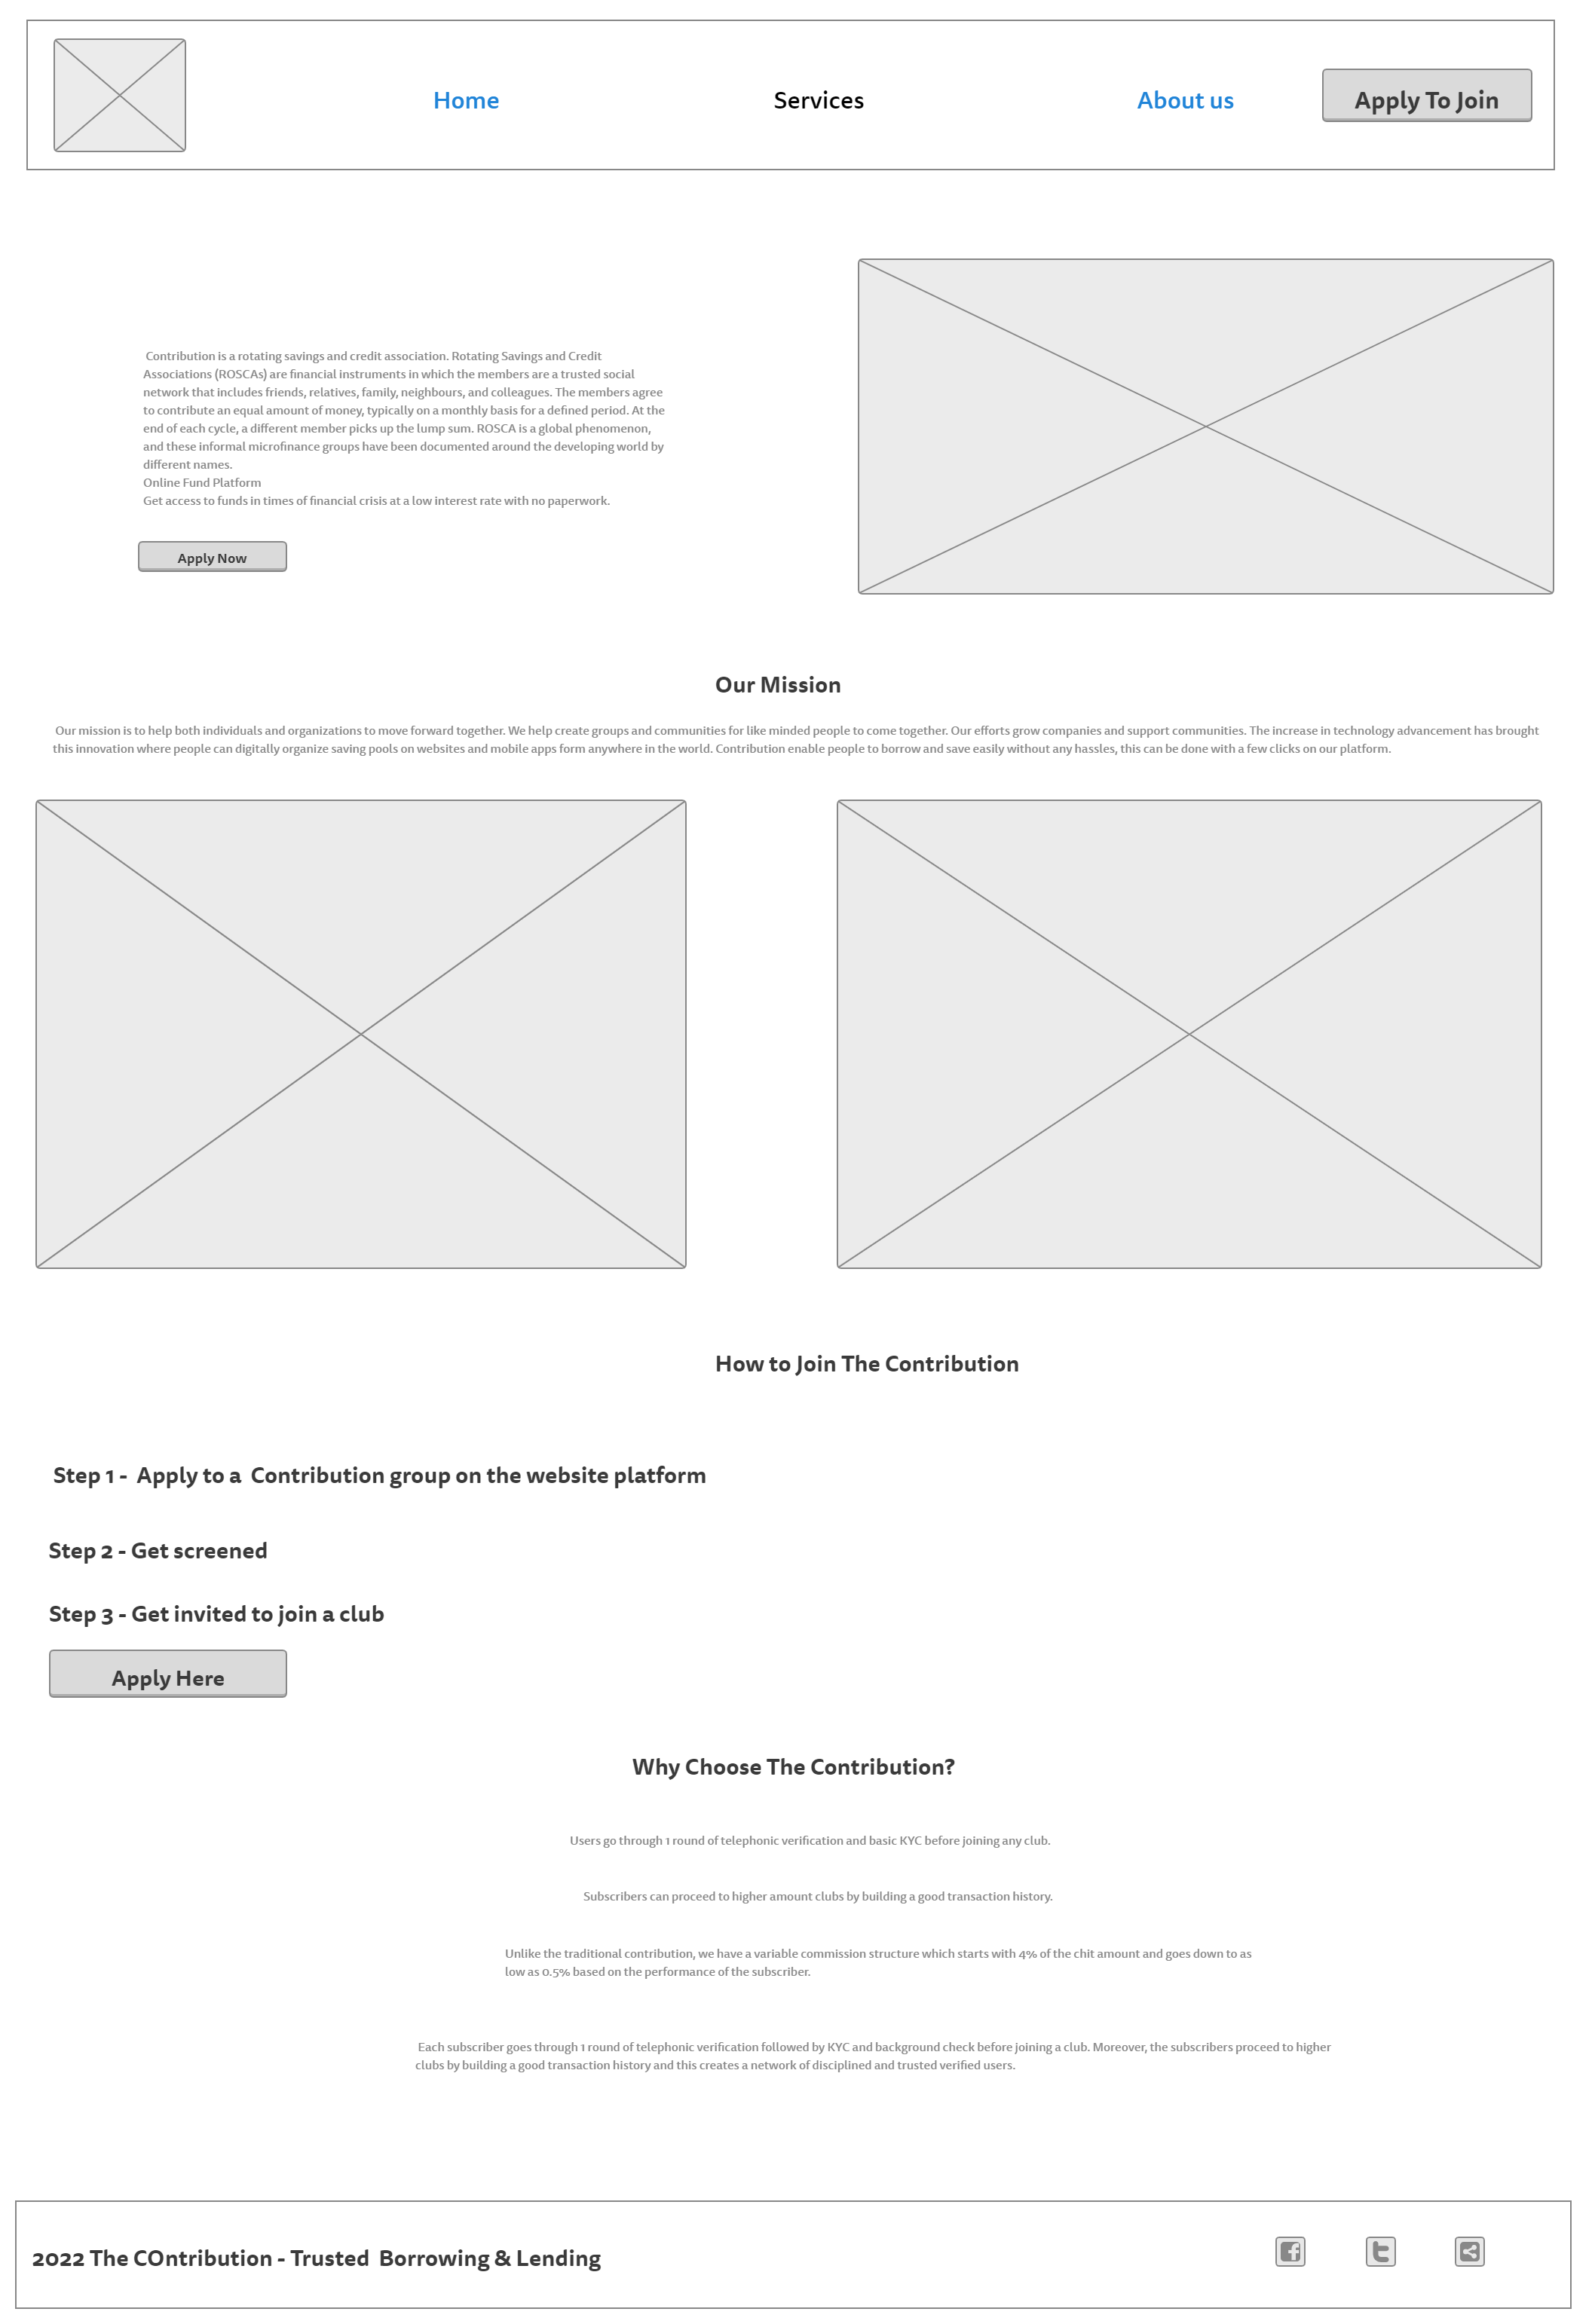 Home
Services
About us
Apply To Join
Contribution is a rotating savings and credit association. Rotating Savings and Credit
Associations (ROSCAs) are financial instruments in which the members are a trusted social
network that includes friends, relatives, family, neighbours, and colleagues. The members agree
to contribute an equal amount of money, typically on a monthly basis for a defined period. At the
end of each cycle, a different member picks up the lump sum. ROSCA is a global phenomenon,
and these informal microfinance groups have been documented around the developing world by
different names.
Online Fund Platform
Get access to funds in times of financial crisis at a low interest rate with no paperwork.
Apply Now
Our Mission
Our mission is to help both individuals and organizations to move forward together. We help create groups and communities for like minded people to come together. Our efforts grow companies and support communities. The increase in technology advancement has brought
this innovation where people can digitally organize saving pools on websites and mobile apps form anywhere in the world. Contribution enable people to borrow and save easily without any hassles, this can be done with a few clicks on our platform.
How to Join The Contribution
Step 1 -  Apply to a  Contribution group on the website platform
Step 2 - Get screened
Step 3 - Get invited to join a club
Apply Here
Why Choose The Contribution?
Users go through 1 round of telephonic verification and basic KYC before joining any club.
Subscribers can proceed to higher amount clubs by building a good transaction history.
Unlike the traditional contribution, we have a variable commission structure which starts with 4% of the chit amount and goes down to as
low as 0.5% based on the performance of the subscriber.
Each subscriber goes through 1 round of telephonic verification followed by KYC and background check before joining a club. Moreover, the subscribers proceed to higher
clubs by building a good transaction history and this creates a network of disciplined and trusted verified users.
2022 The COntribution - Trusted  Borrowing & Lending